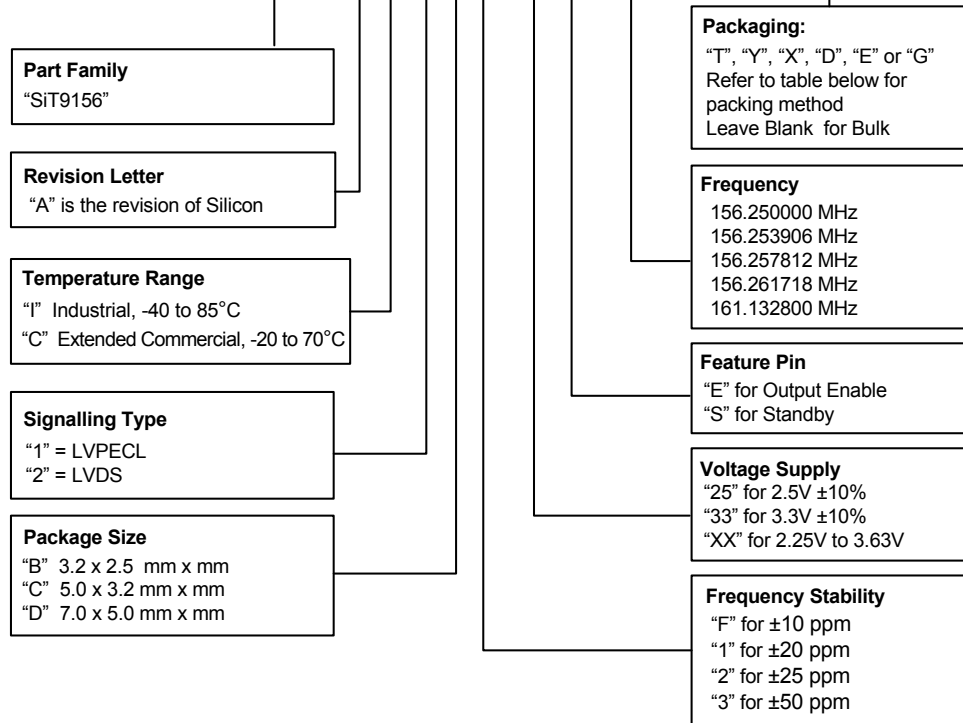 Part Family
“SiT9156”
Revision Letter
“A” is the revision of Silicon
Temperature Range
“I” Industrial, -40 to 85°C
“C” Extended Commercial, -20 to 70°C
Signalling Type
“1” = LVPECL
“2” = LVDS
Package Size
“B” 3.2 x 2.5 mm x mm
“C” 5.0 x 3.2 mm x mm
“D” 7.0 x 5.0 mm x mm
Packaging:
“T”, “Y”, “X”, “D”, “E” or “G”
Refer to table below for
packing method
Leave Blank for Bulk
Frequency
156.250000 MHz
156.253906 MHz
156.257812 MHz
156.261718 MHz
161.132800 MHz
Feature Pin
“E” for Output Enable
“S” for Standby
Voltage Supply
“25” for 2.5V ±10%
“33” for 3.3V ±10%
“XX” for 2.25V to 3.63V
Frequency Stability
“F” for ±10 ppm
“1” for ±20 ppm
“2” for ±25 ppm
“3” for ±50 ppm